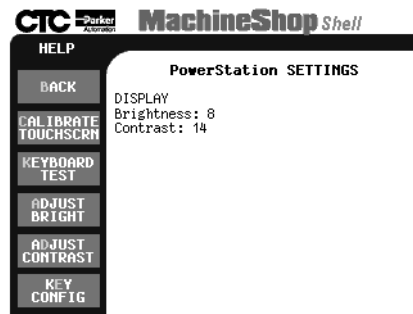 CTC Parker Automation MachineShop Shell
HELP
PowerStation SETTINGS
BACK
DISPLAY
Brightness: 8
Contrast: 14
CALIBRATE
TOUCHSCRN
KEYBOARD
TEST
ADJUST
BRIGHT
ADJUST
CONTRAST
KEY
CONFIG